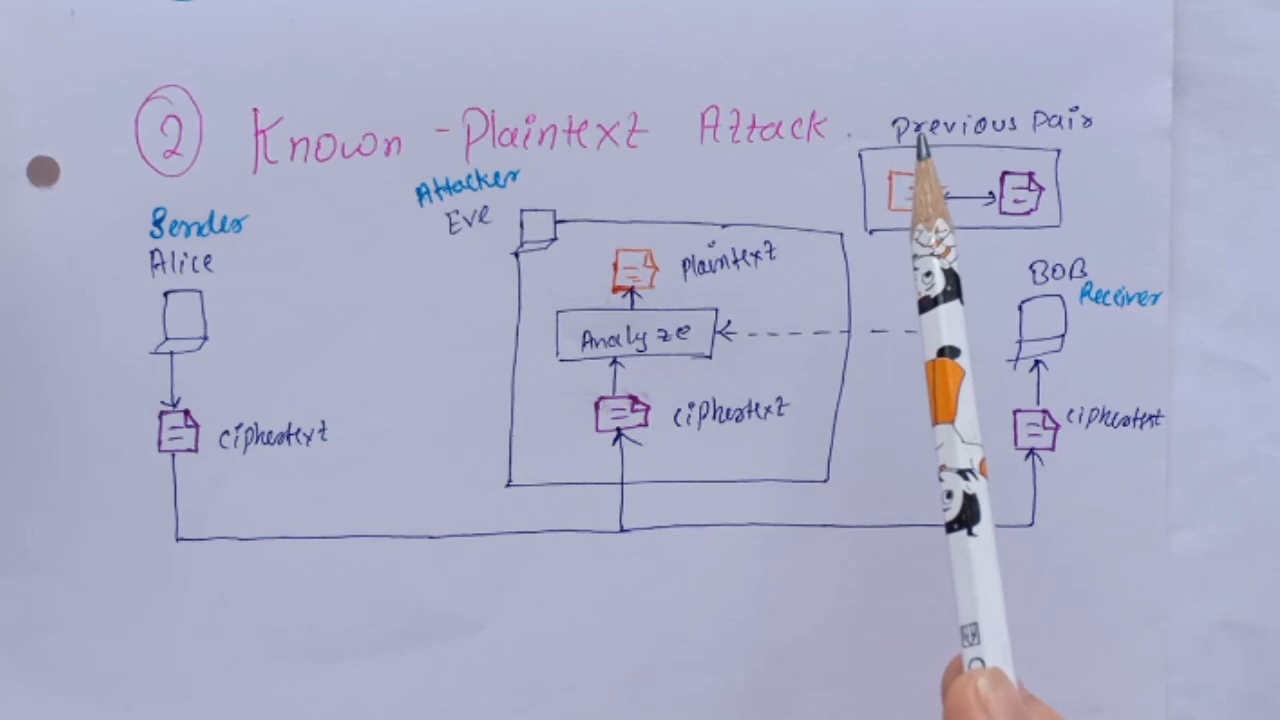 2 Known-Plaintext Attack.
Previous pair
Attacker
Eve
Sender
Alice
Plaintext
BOB
Receiver
Analyze
ciphertext
ciphertext
ciphertext